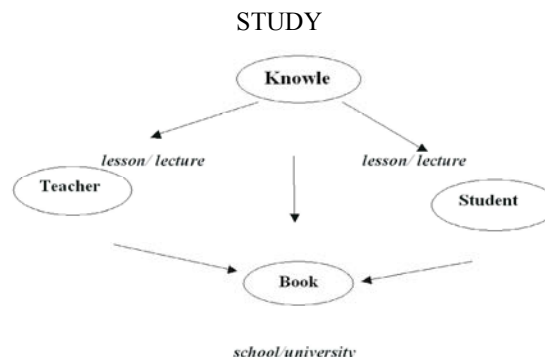 STUDY
Knowle
lesson/ lecture
lesson/ lecture
Teacher
Student
Book
school/university